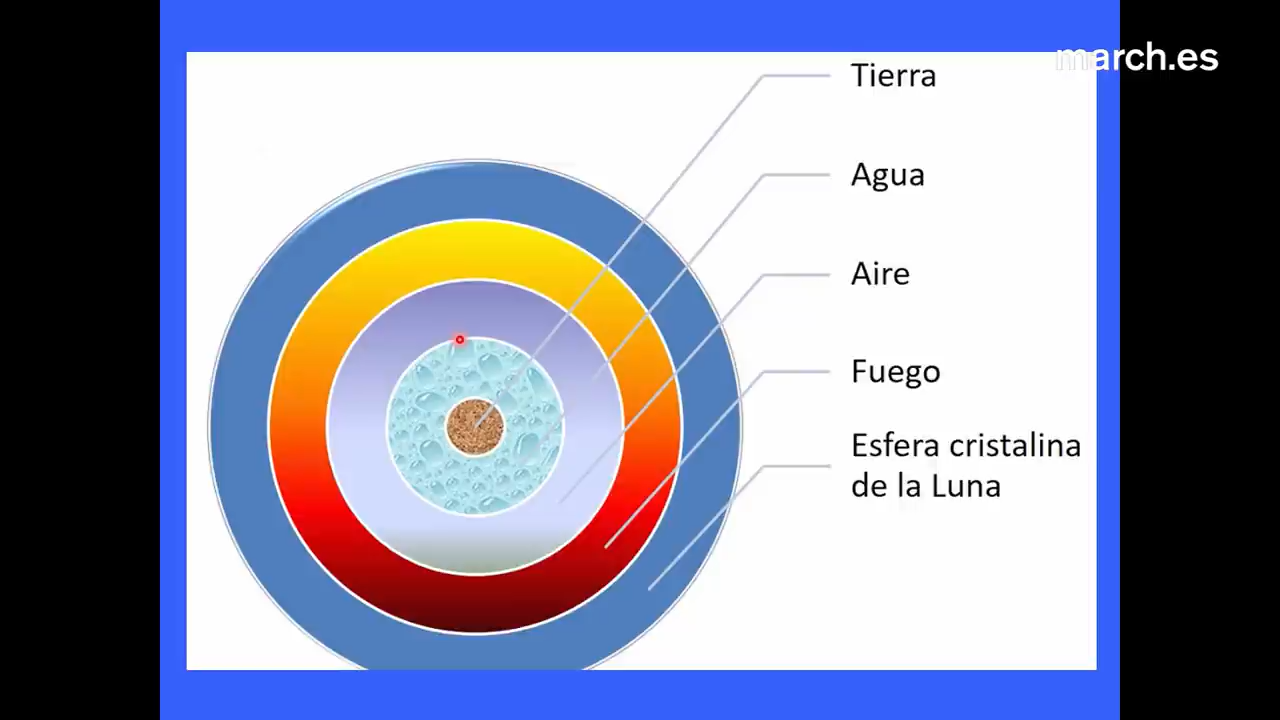 march.es
Tierra
Agua
Aire
Fuego
Esfera cristalina
de la Luna